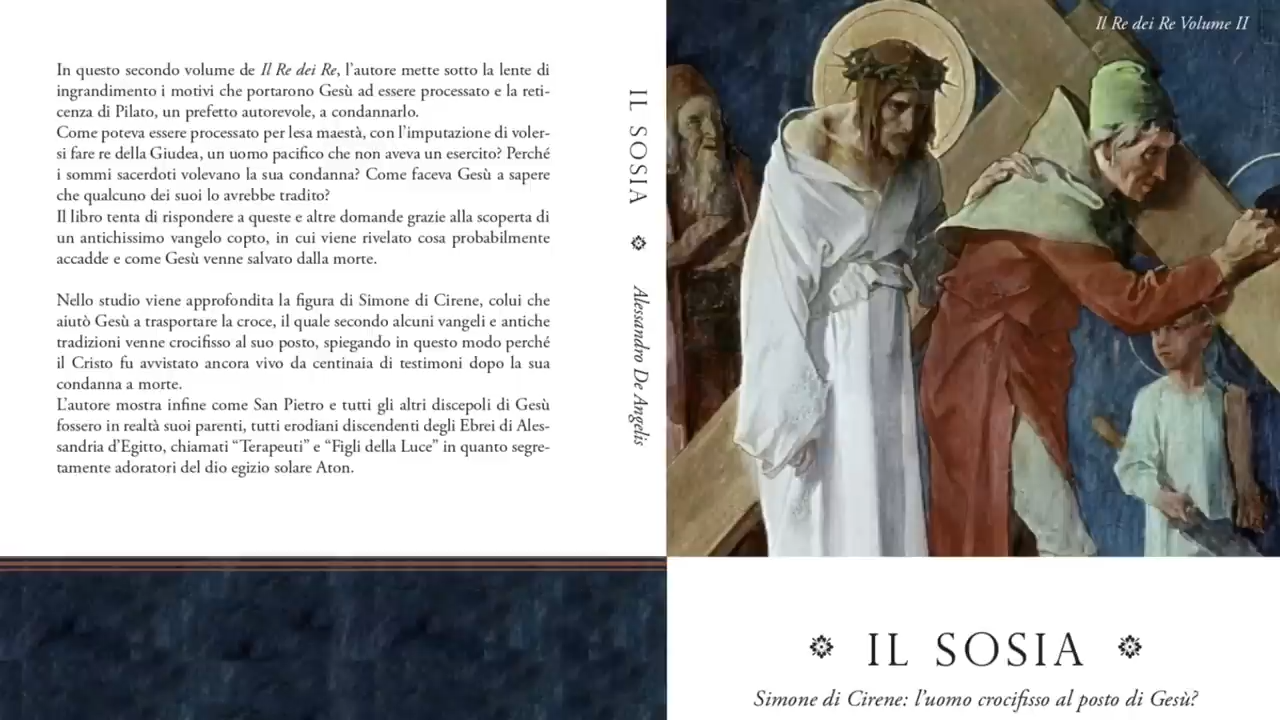 In questo secondo volume de Il Re dei Re, l'autore mette sotto la lente di
ingrandimento i motivi che portarono Gesù ad essere processato e la reti-
cenza di Pilato, un prefetto autorevole, a condannarlo.
Come poteva essere processato per lesa maestà, con l'imputazione di voler-
si fare re della Giudea, un uomo pacifico che non aveva un esercito? Perché
i sommi sacerdoti volevano la sua condanna? Come faceva Gesù a sapere
che qualcuno dei suoi lo avrebbe tradito?
Il libro tenta di rispondere a queste e altre domande grazie alla scoperta di
un antichissimo vangelo copto, in cui viene rivelato cosa probabilmente
accadde e come Gesù venne salvato dalla morte.
Nello studio viene approfondita la figura di Simone di Cirene, colui che
aiutò Gesù a trasportare la croce, il quale secondo alcuni vangeli e antiche
tradizioni venne crocifisso al suo posto, spiegando in questo modo perché
il Cristo fu avvistato ancora vivo da centinaia di testimoni dopo la sua
condanna a morte.
L'autore mostra infine come San Pietro e tutti gli altri discepoli di Gesù
fossero in realtà suoi parenti, tutti erodiani discendenti degli Ebrei di Ales-
sandria d'Egitto, chiamati "Terapeuti" e "Figli della Luce" in quanto segre-
tamente adoratori del dio egizio solare Aton.
IL SOSIA Alessandro De Angelis
Il Re dei Re Volume II
IL SOSIA
Simone di Cirene: l'uomo crocifisso al posto di Gesù?